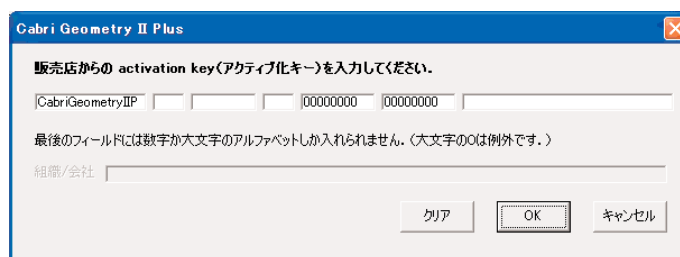 Cabri Geometry II Plus
販売店からの activation key(アクティブ化キー)を入力してください.
CabriGeometryIIP 00000000 00000000
最後のフィールドには数字か大文字のアルファベットしか入れられません.(大文字のOは例外です.)
組織/会社
クリア OK キャンセル